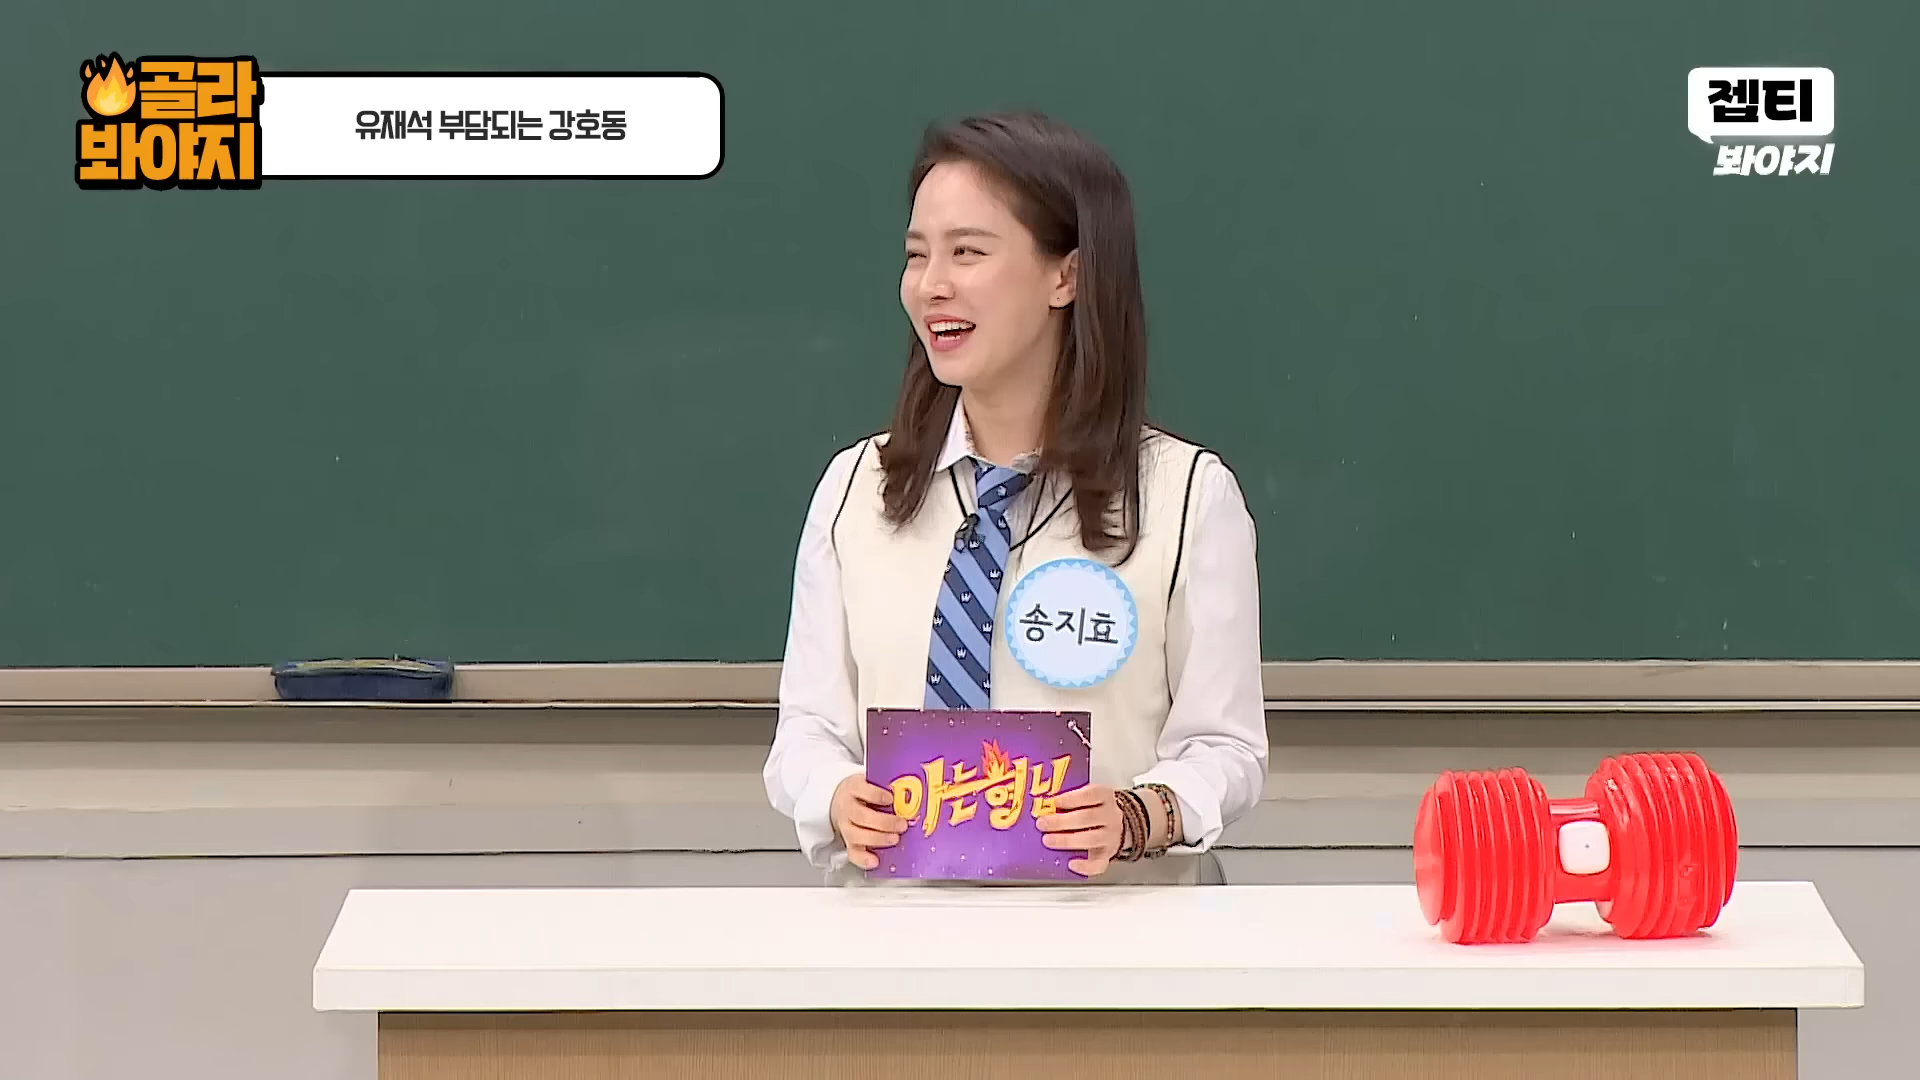 골라
봐야지
유재석 부담되는 강호동
젭티
봐야지
송지효
아는형님